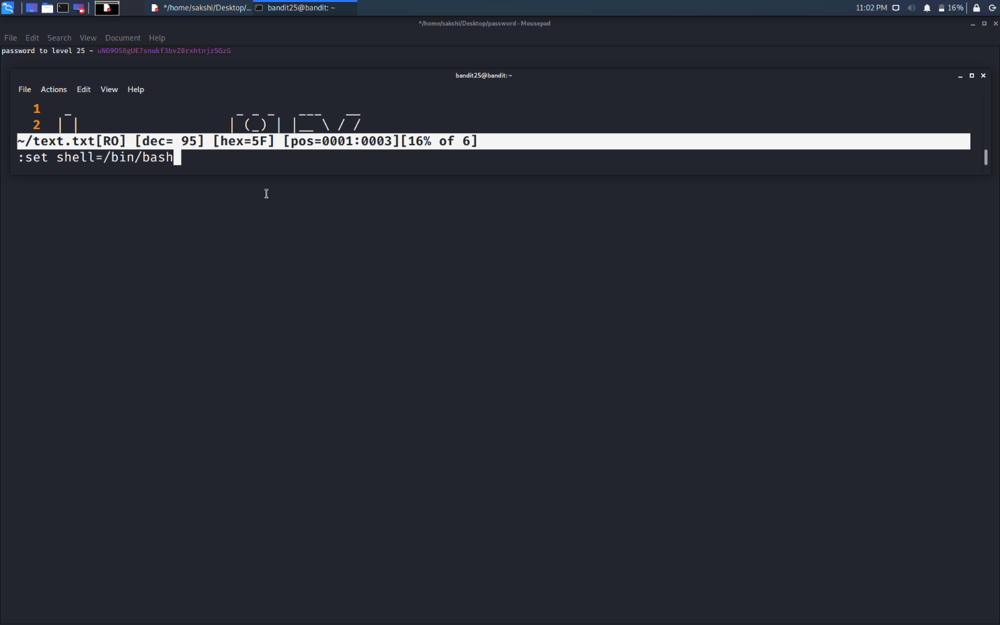 */home/sakshi/Desktop/... bandit25@bandit: ~ 11:02 PM 16%
*/home/sakshi/Desktop/password - Mousepad
File Edit Search View Document Help
password to level 25 - uNG9O58gUE7snukf3bvZ0rxhtnjzSGzG
bandit25@bandit: ~
File Actions Edit View Help
1 _ _ _ _ ___ __
2 | | | (_) | |__ \ / /
~/text.txt[RO] [dec= 95] [hex=5F] [pos=0001:0003][16% of 6]
:set shell=/bin/bash